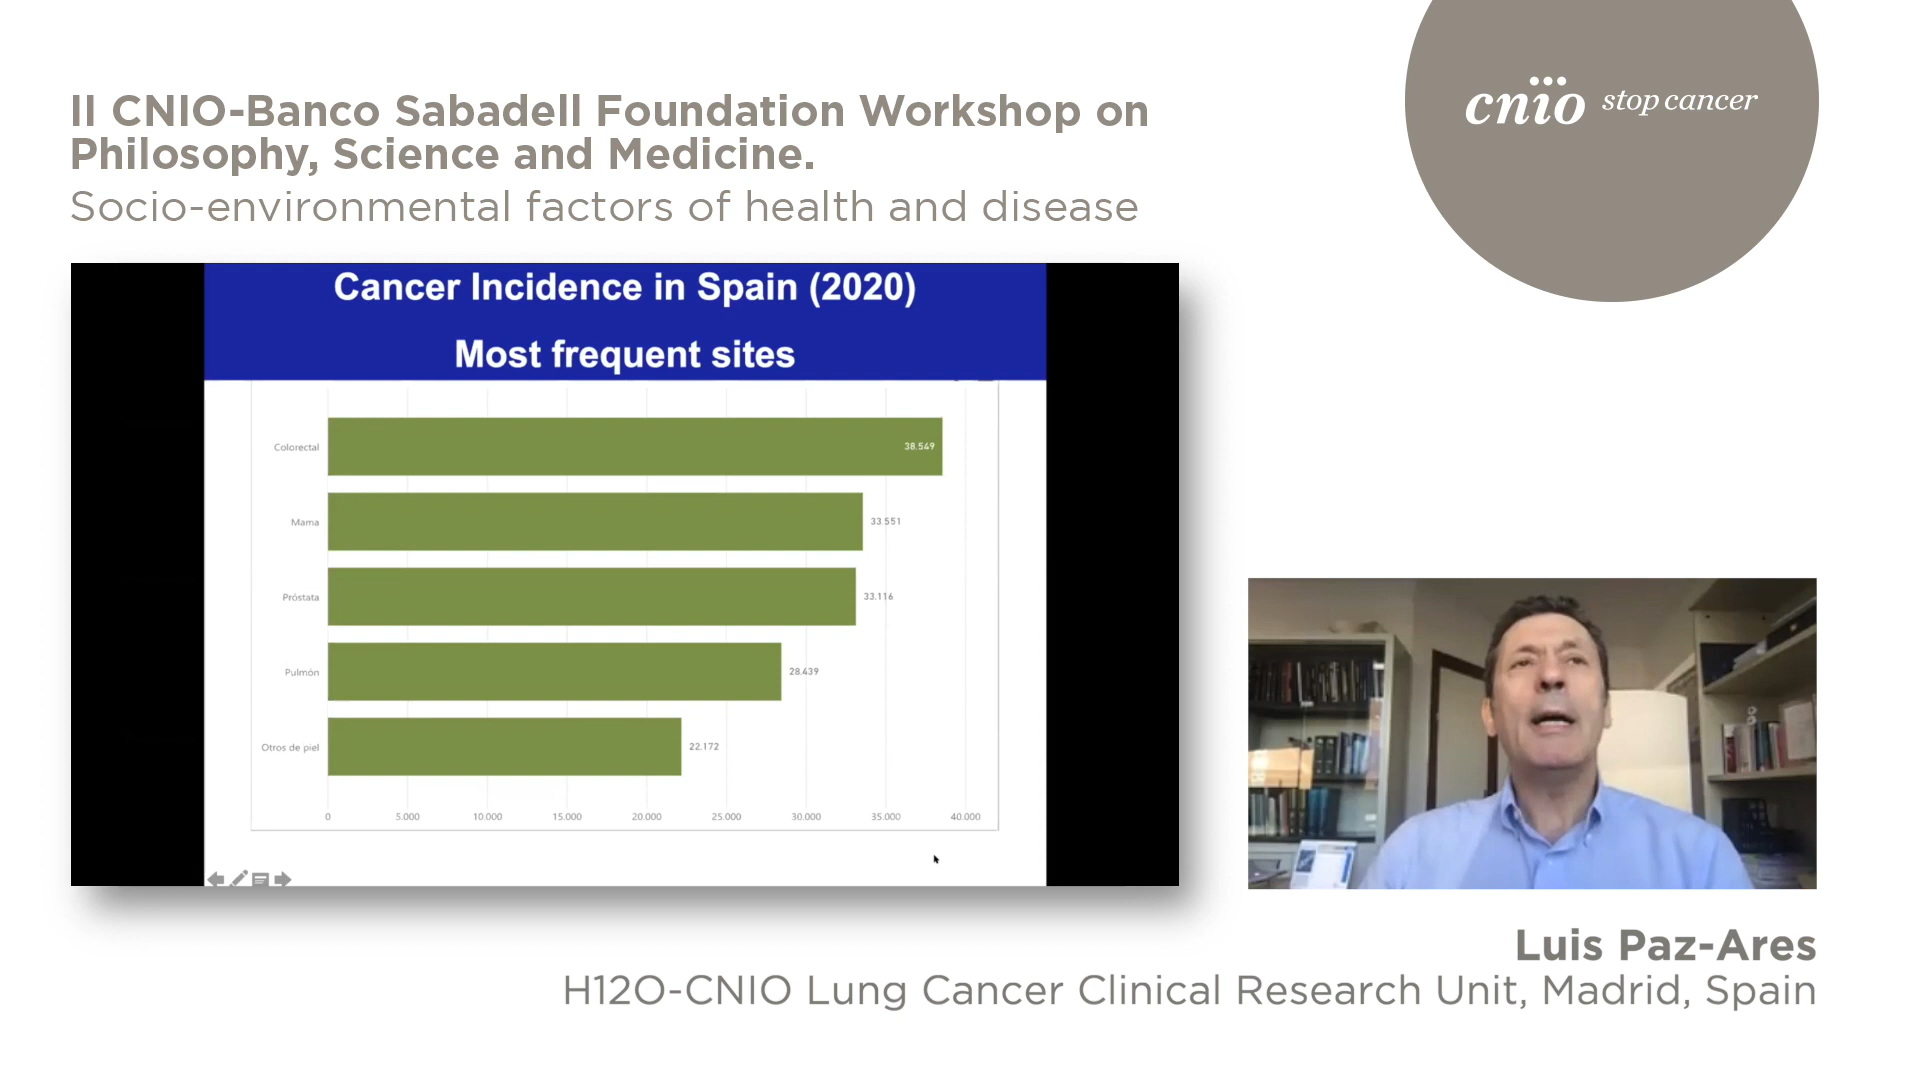 II CNIO-Banco Sabadell Foundation Workshop on
Philosophy, Science and Medicine.
Socio-environmental factors of health and disease
cnio stop cancer
Cancer Incidence in Spain (2020)
Most frequent sites
Colorectal
38.549
Mama
33 551
Próstata
33.116
Pulmón
28.439
Otros de piel
22.172
0 5.000 10.000 15.000 20.000 25.000 30.000 35.000 40.000
Luis Paz-Ares
H12O-CNIO Lung Cancer Clinical Research Unit, Madrid, Spain